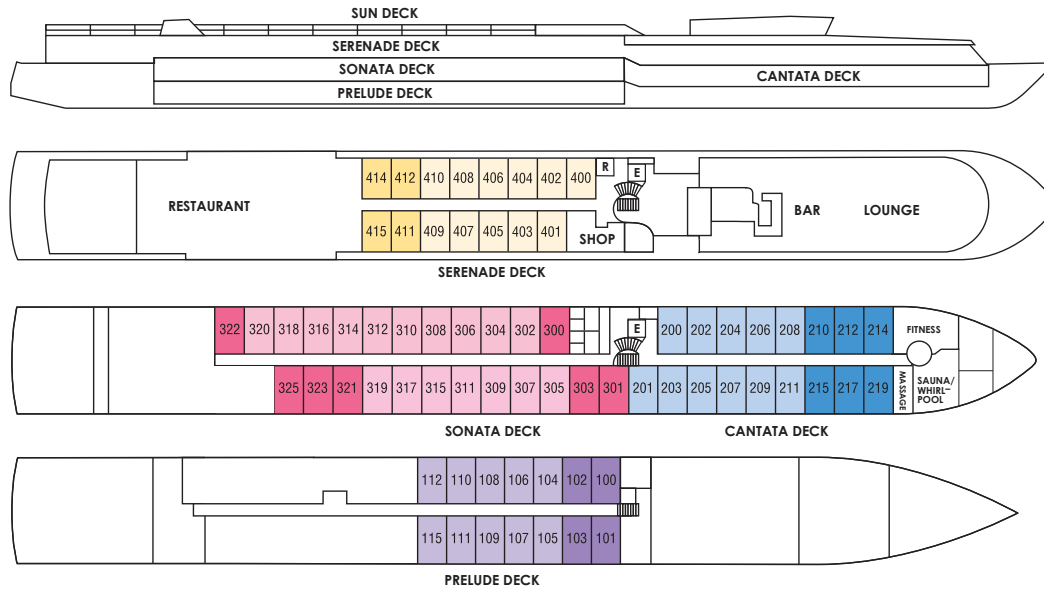 SUN DECK
SERENADE DECK
SONATA DECK
CANTATA DECK
PRELUDE DECK
414 412 410 408 406 404 402 400 R E
RESTAURANT
BAR LOUNGE
415 411 409 407 405 403 401 SHOP
SERENADE DECK
322 320 318 316 314 312 310 308 306 304 302 300 E 200 202 204 206 208 210 212 214 FITNESS
325 323 321 319 317 315 311 309 307 305 303 301 201 203 205 207 209 211 215 217 219 MASSAGE SAUNA/
WHIRL-
POOL
SONATA DECK CANTATA DECK
112 110 108 106 104 102 100
115 111 109 107 105 103 101
PRELUDE DECK